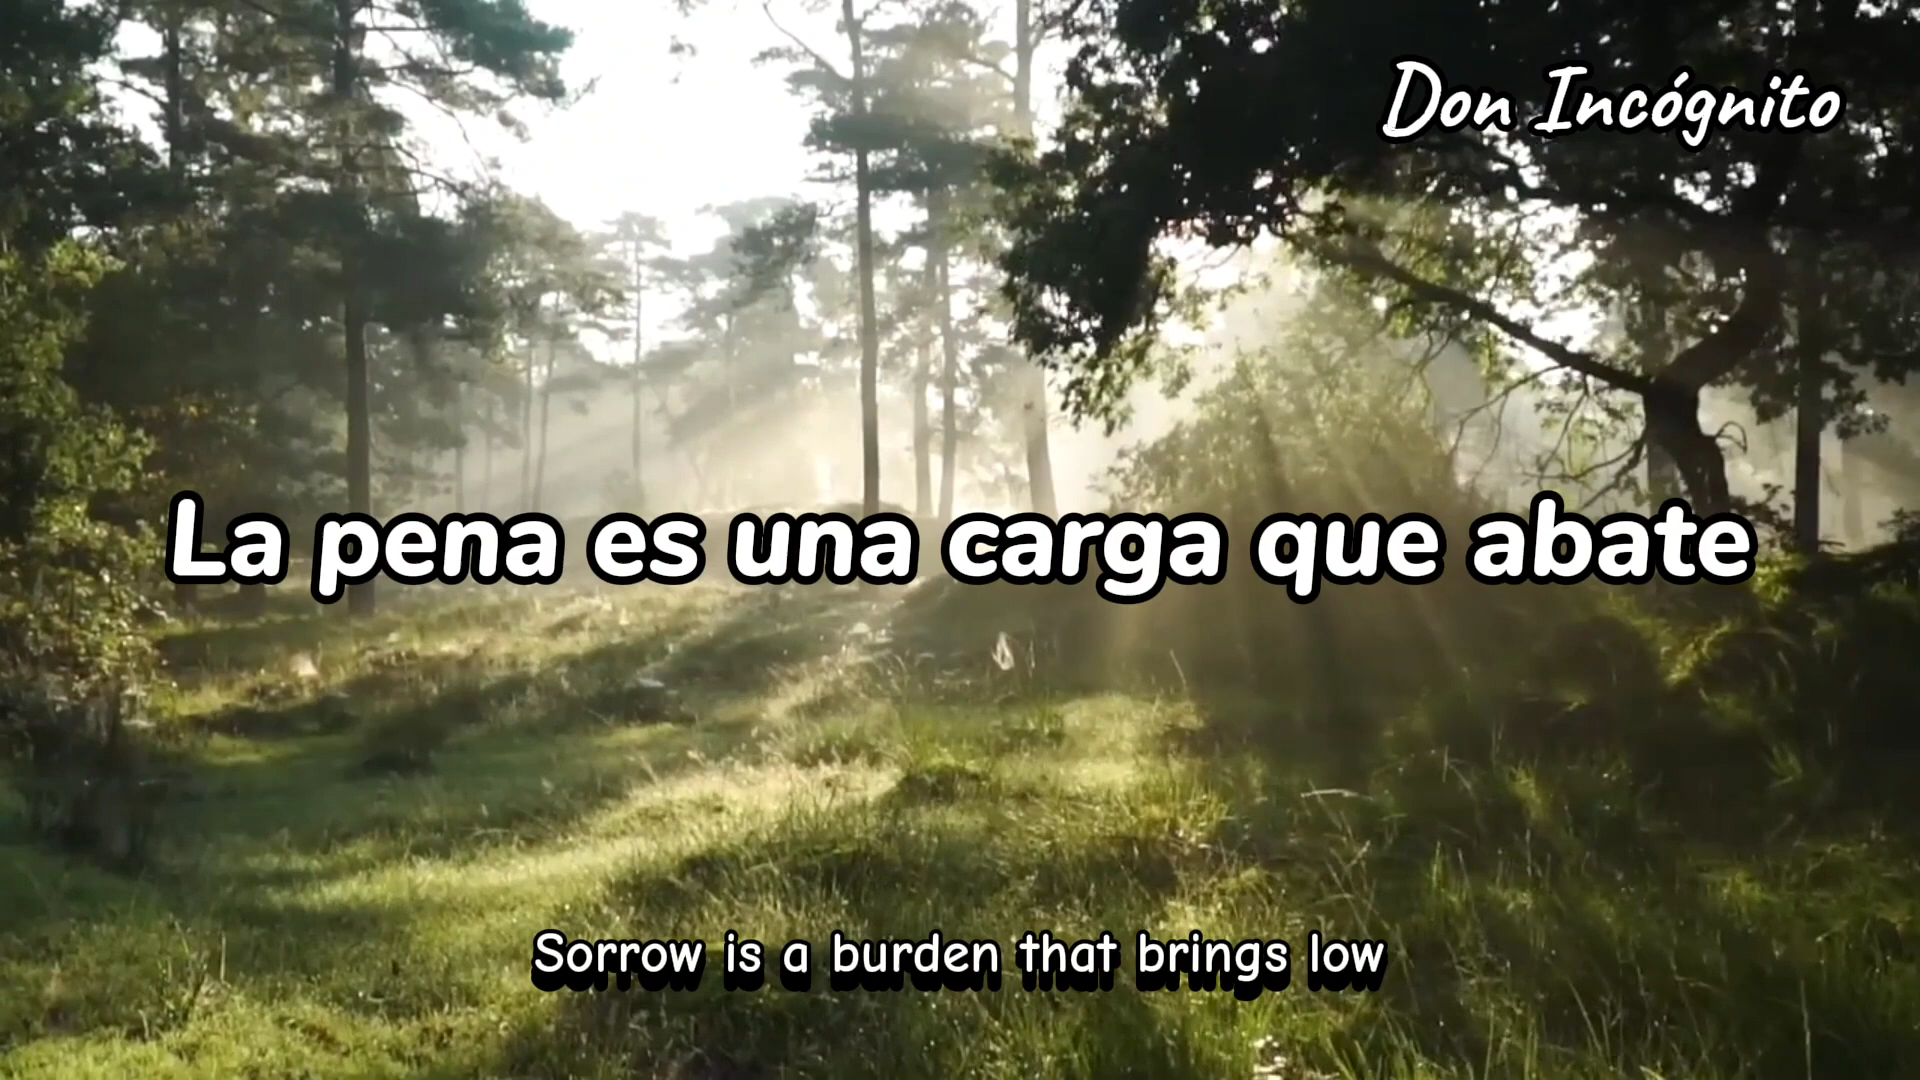 Don Incógnito
La pena es una carga que abate
Sorrow is a burden that brings low